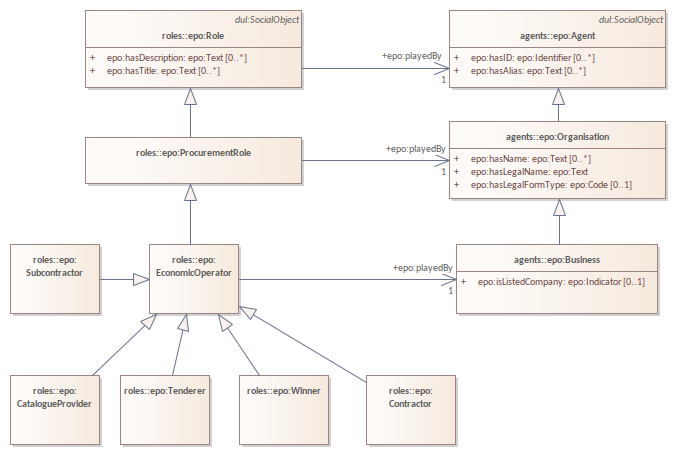 dul:SocialObject
roles::epo:Role
+ epo:hasDescription: epo:Text [0..*]
+ epo:hasTitle: epo:Text [0..*]
+epo:playedBy
1
dul:SocialObject
agents::epo:Agent
+ epo:hasID: epo:Identifier [0..*]
+ epo:hasAlias: epo:Text [0..*]
roles::epo:ProcurementRole
+epo:playedBy
1
agents::epo:Organisation
+ epo:hasName: epo:Text [0..*]
+ epo:hasLegalName: epo:Text
+ epo:hasLegalFormType: epo:Code [0..1]
roles::epo:
Subcontractor
roles::epo:
EconomicOperator
+epo:playedBy
1
agents::epo:Business
+ epo:isListedCompany: epo:Indicator [0..1]
roles::epo:
CatalogueProvider
roles::epo:Tenderer
roles::epo:Winner
roles::epo:
Contractor